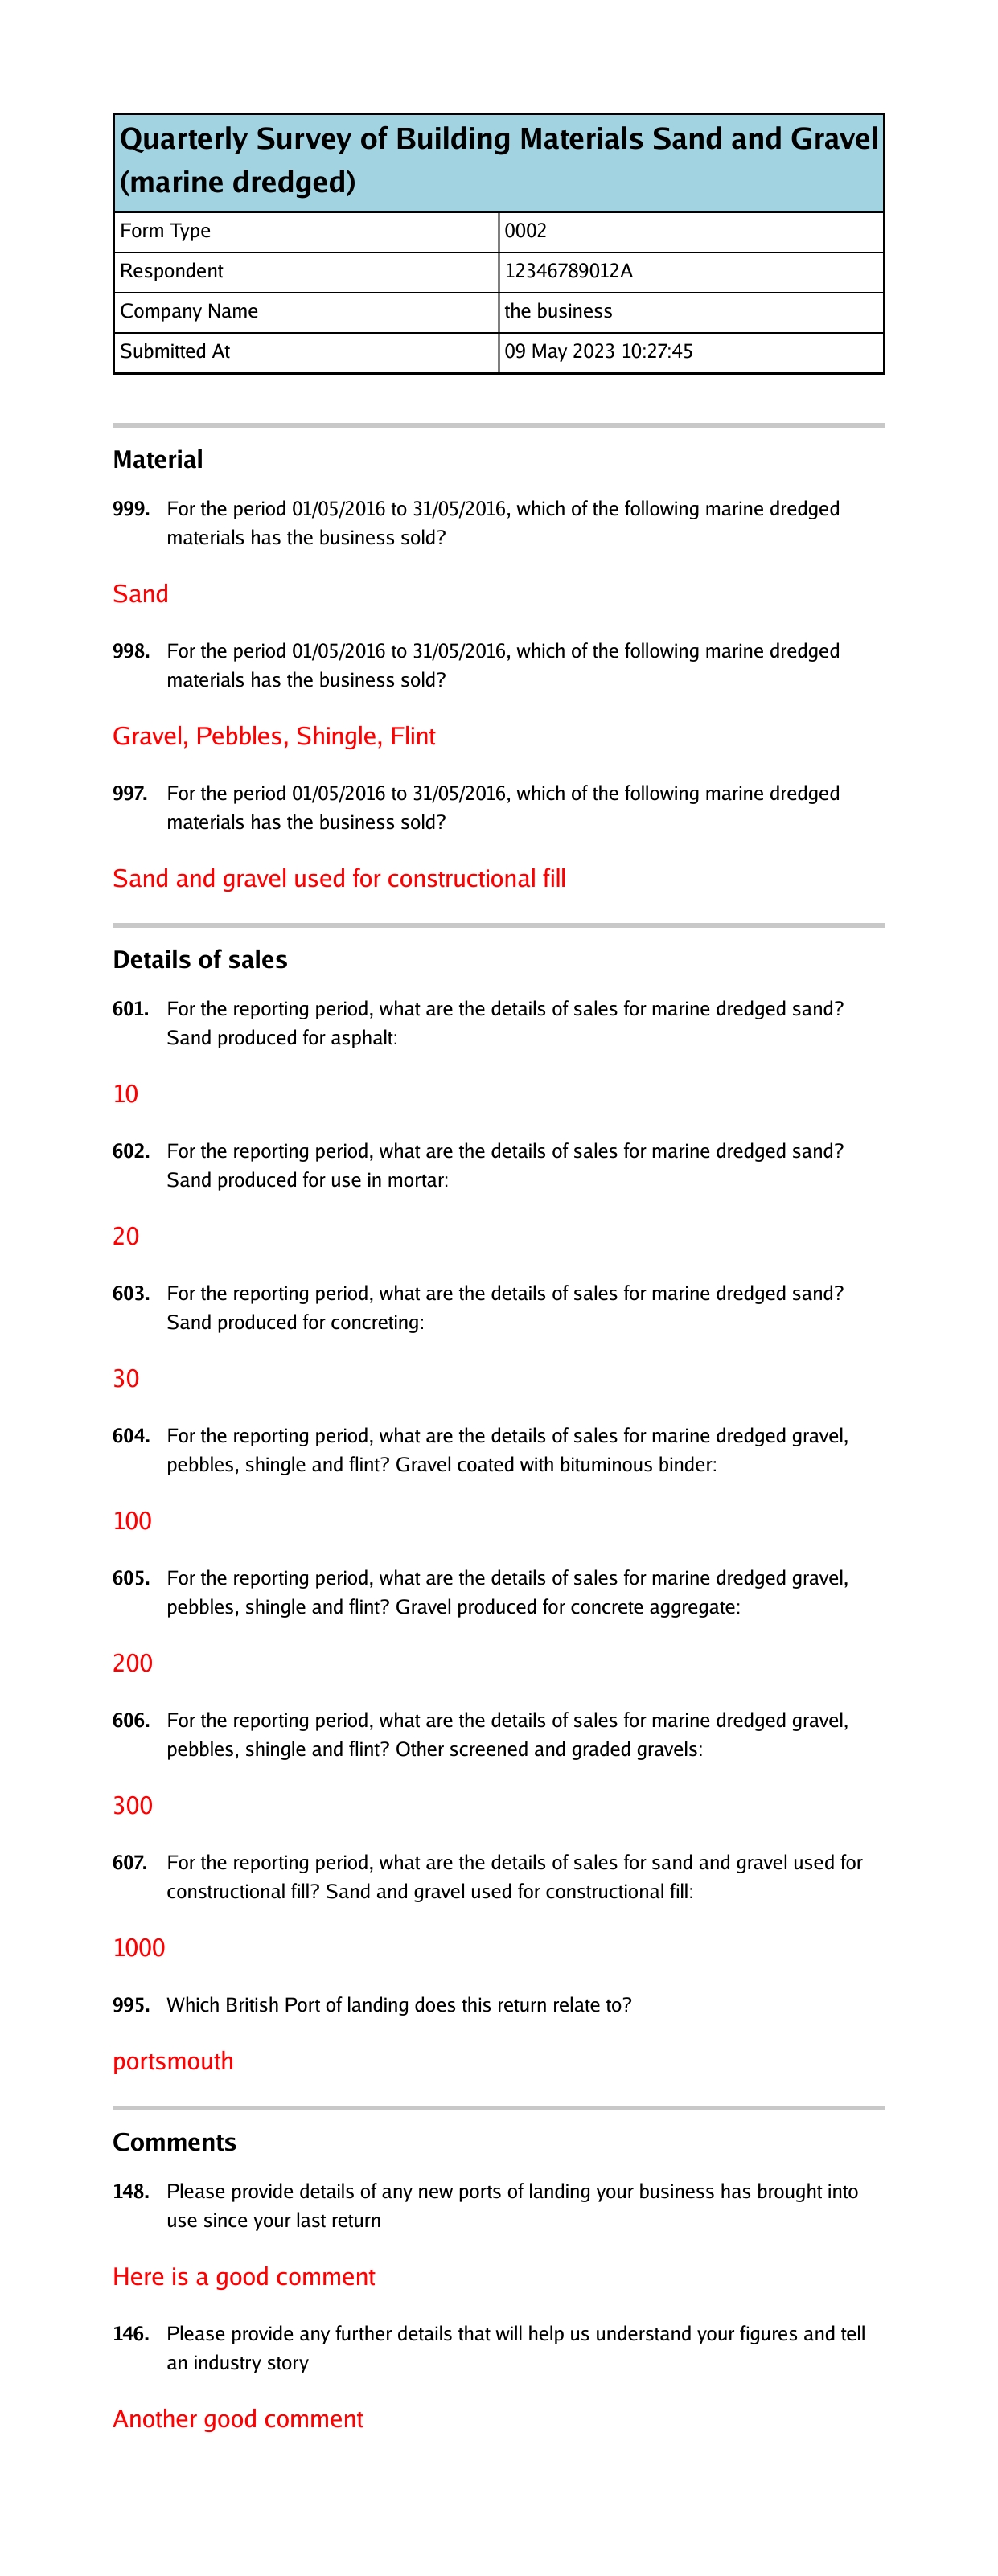 Quarterly Survey of Building Materials Sand and Gravel
(marine dredged)
Form Type 0002
Respondent 12346789012A
Company Name the business
Submitted At 09 May 2023 10:27:45
Material
999. For the period 01/05/2016 to 31/05/2016, which of the following marine dredged
materials has the business sold?
Sand
998. For the period 01/05/2016 to 31/05/2016, which of the following marine dredged
materials has the business sold?
Gravel, Pebbles, Shingle, Flint
997. For the period 01/05/2016 to 31/05/2016, which of the following marine dredged
materials has the business sold?
Sand and gravel used for constructional fill
Details of sales
601. For the reporting period, what are the details of sales for marine dredged sand?
Sand produced for asphalt:
10
602. For the reporting period, what are the details of sales for marine dredged sand?
Sand produced for use in mortar:
20
603. For the reporting period, what are the details of sales for marine dredged sand?
Sand produced for concreting:
30
604. For the reporting period, what are the details of sales for marine dredged gravel,
pebbles, shingle and flint? Gravel coated with bituminous binder:
100
605. For the reporting period, what are the details of sales for marine dredged gravel,
pebbles, shingle and flint? Gravel produced for concrete aggregate:
200
606. For the reporting period, what are the details of sales for marine dredged gravel,
pebbles, shingle and flint? Other screened and graded gravels:
300
607. For the reporting period, what are the details of sales for sand and gravel used for
constructional fill? Sand and gravel used for constructional fill:
1000
995. Which British Port of landing does this return relate to?
portsmouth
Comments
148. Please provide details of any new ports of landing your business has brought into
use since your last return
Here is a good comment
146. Please provide any further details that will help us understand your figures and tell
an industry story
Another good comment